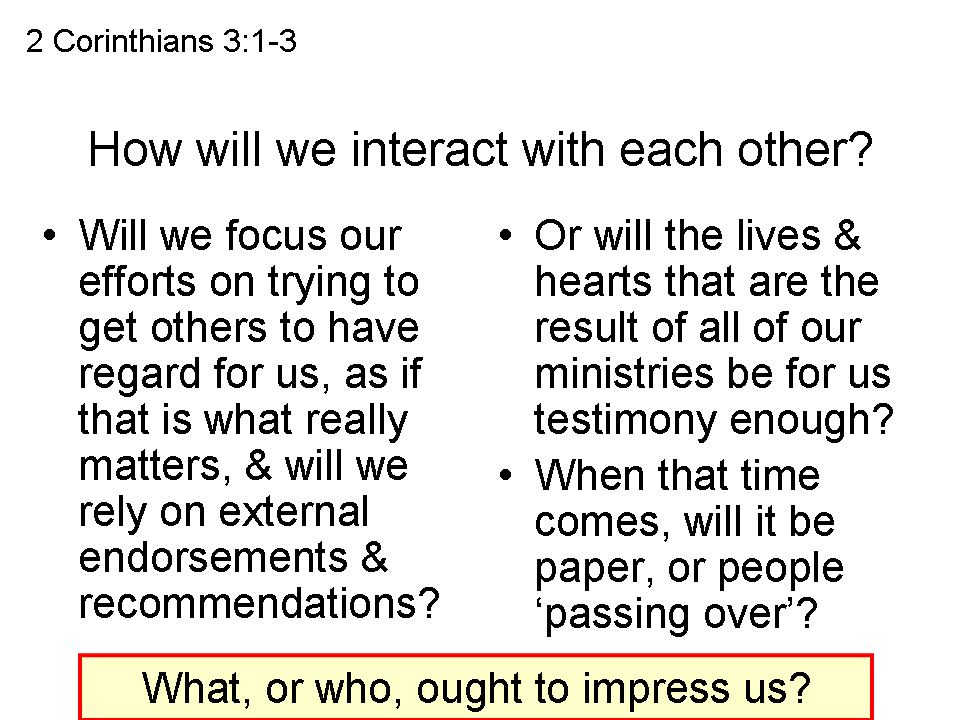 2 Corinthians 3:1-3
How will we interact with each other?
• Will we focus our
efforts on trying to
get others to have
regard for us, as if
that is what really
matters, & will we
rely on external
endorsements &
recommendations?
• Or will the lives &
hearts that are the
result of all of our
ministries be for us
testimony enough?
• When that time
comes, will it be
paper, or people
‘passing over’?
What, or who, ought to impress us?